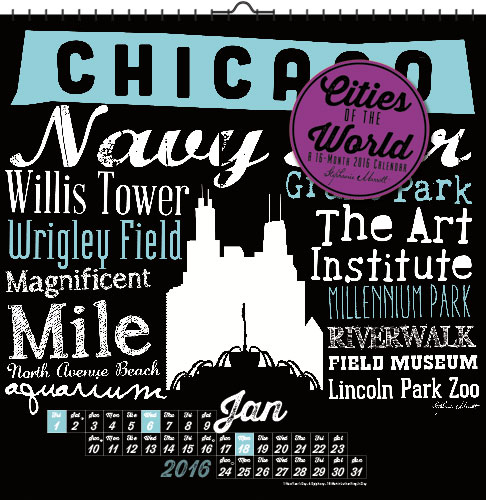 CHICAGO
Cities
OF THE
World
A 16-MONTH 2016 CALENDAR
Stephanie Marrott
Navy Pier
Willis Tower
Grant Park
Wrigley Field
The Art
Institute
Magnificent
Mile
MILLENNIUM PARK
RIVERWALK
North Avenue Beach
FIELD MUSEUM
aquarium
Lincoln Park Zoo
Stephanie Marrott
Jan
Fri Sat Sun Mon Tue Wed Thu Fri Sat
1 2 3 4 5 6 7 8 9
Sun Mon Tue Wed Thu Fri Sat Sun Mon Tue Wed Thu Fri Sat
10 11 12 13 14 15 16 17 18 19 20 21 22 23
2016
Sun Mon Tue Wed Thu Fri Sat Sun
24 25 26 27 28 29 30 31